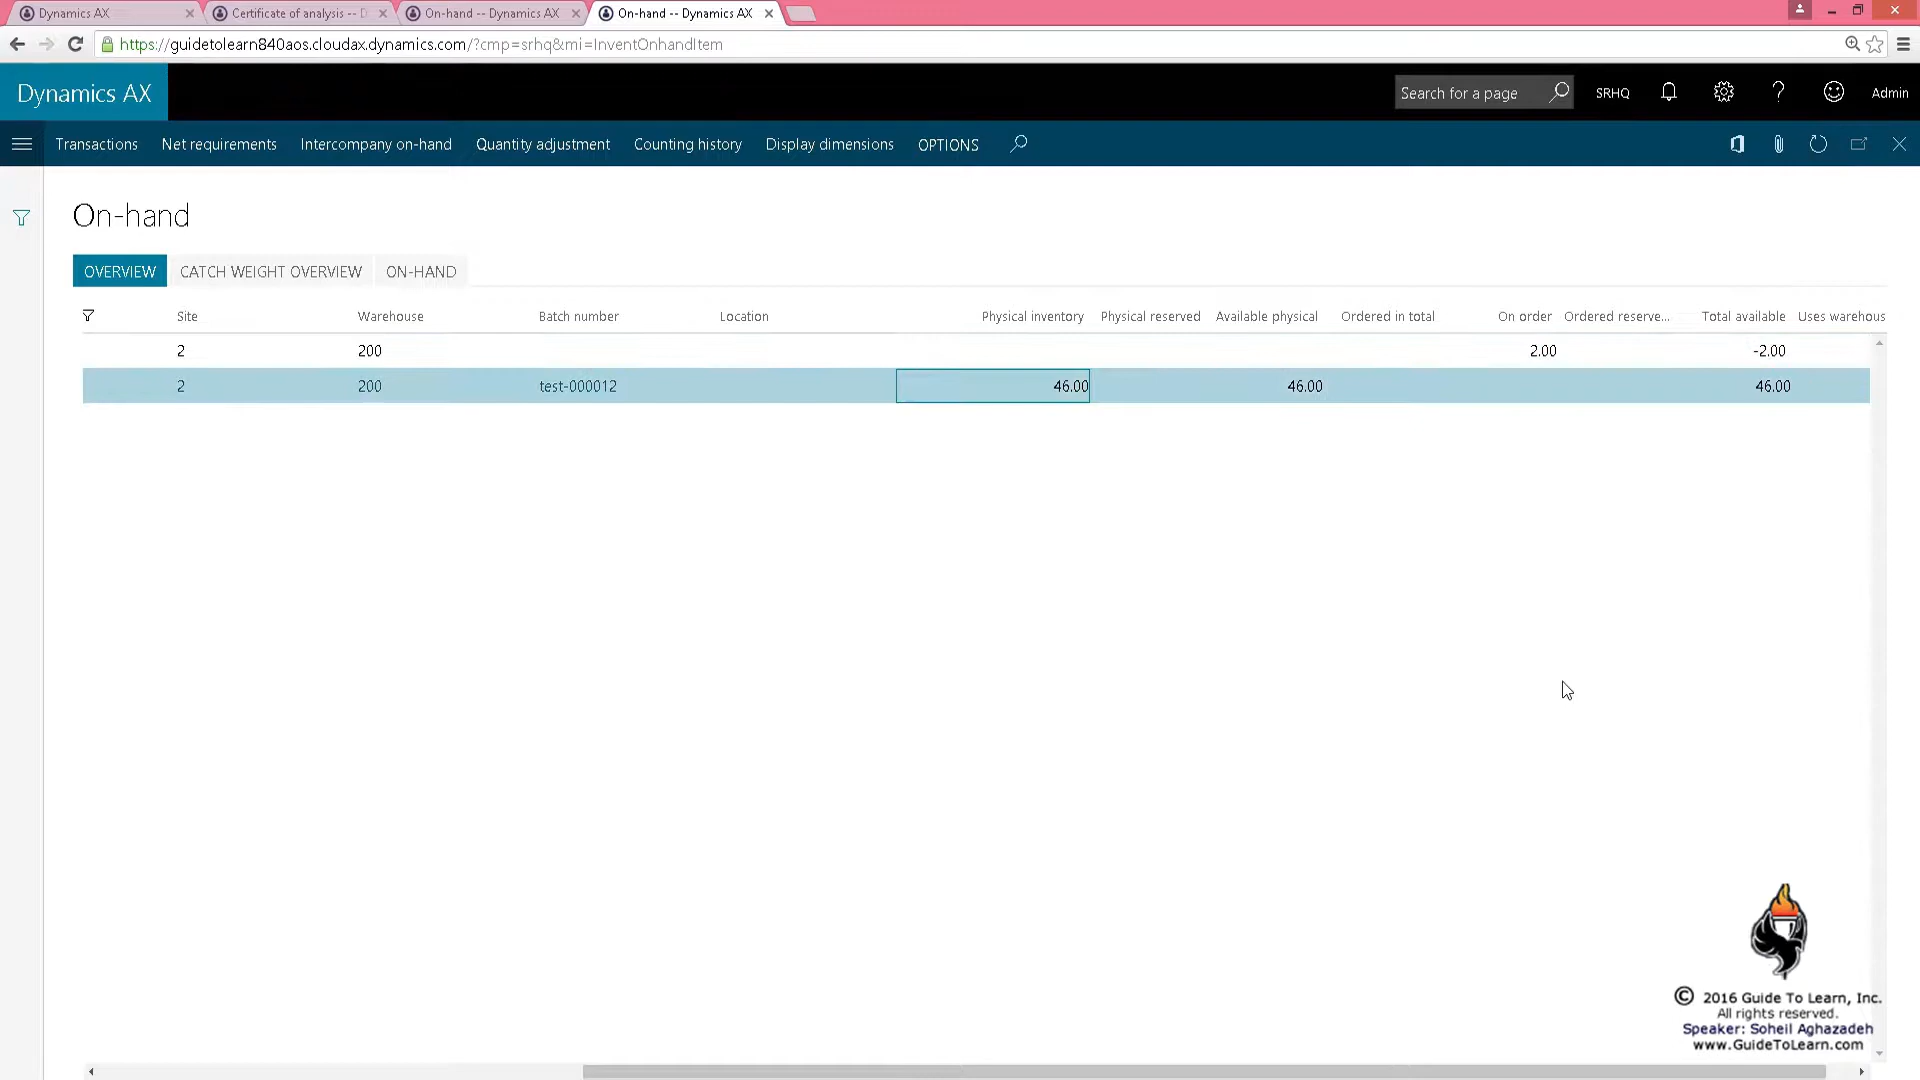 Dynamics AX
Certificate of analysis -- D
On-hand -- Dynamics AX
On-hand -- Dynamics AX
https://guidetolearn840aos.cloudax.dynamics.com/?cmp=srhq&mi=InventOnhandItem
Dynamics AX
Search for a page
SRHQ
Admin
Transactions Net requirements Intercompany on-hand Quantity adjustment Counting history Display dimensions OPTIONS
On-hand
OVERVIEW CATCH WEIGHT OVERVIEW ON-HAND
Site Warehouse Batch number Location Physical inventory Physical reserved Available physical Ordered in total On order Ordered reserve... Total available Uses warehous
2 200 2.00 -2.00
2 200 test-000012 46.00 46.00 46.00
© 2016 Guide To Learn, Inc.
All rights reserved.
Speaker: Soheil Aghazadeh
www.GuideToLearn.com